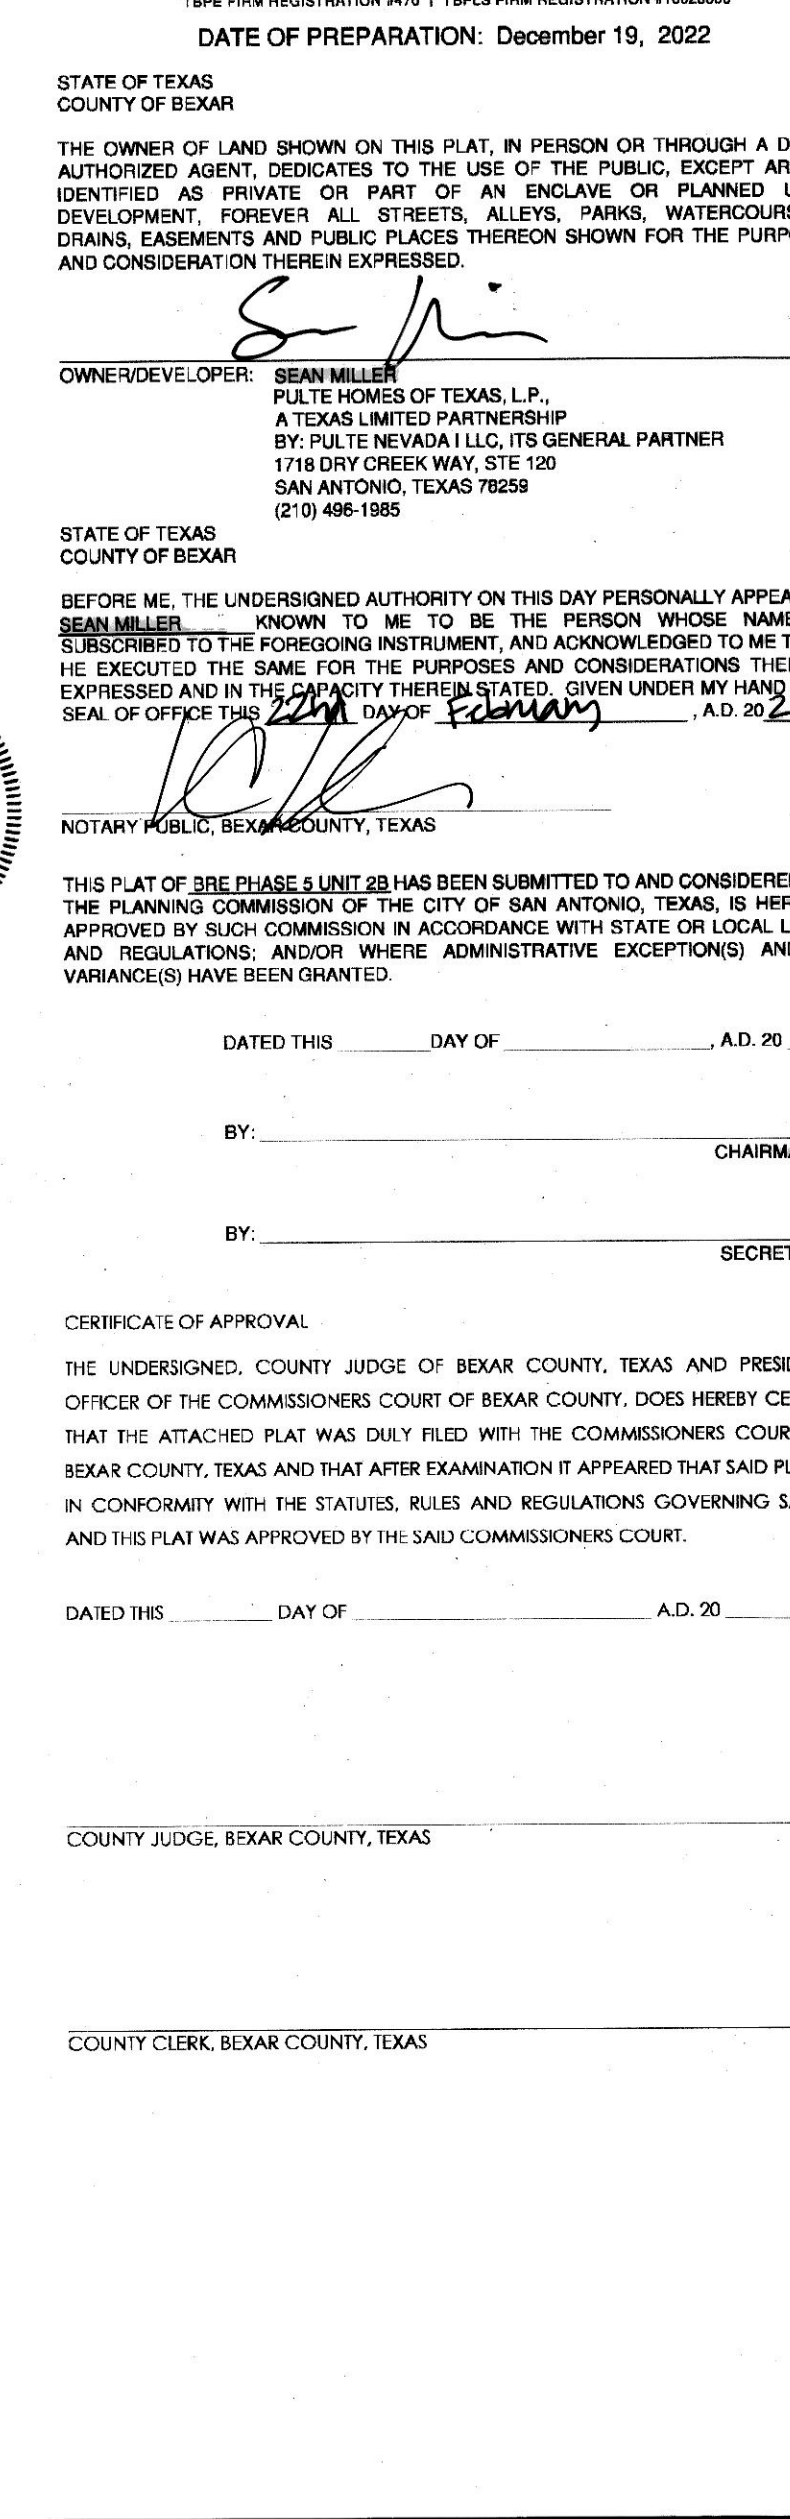 DATE OF PREPARATION: December 19, 2022
STATE OF TEXAS
COUNTY OF BEXAR
THE OWNER OF LAND SHOWN ON THIS PLAT, IN PERSON OR THROUGH A D
AUTHORIZED AGENT, DEDICATES TO THE USE OF THE PUBLIC, EXCEPT AR
IDENTIFIED AS PRIVATE OR PART OF AN ENCLAVE OR PLANNED U
DEVELOPMENT, FOREVER ALL STREETS, ALLEYS, PARKS, WATERCOURS
DRAINS, EASEMENTS AND PUBLIC PLACES THEREON SHOWN FOR THE PURPO
AND CONSIDERATION THEREIN EXPRESSED.
OWNER/DEVELOPER: SEAN MILLER
PULTE HOMES OF TEXAS, L.P.,
A TEXAS LIMITED PARTNERSHIP
BY: PULTE NEVADA I LLC, ITS GENERAL PARTNER
1718 DRY CREEK WAY, STE 120
SAN ANTONIO, TEXAS 78259
(210) 496-1985
STATE OF TEXAS
COUNTY OF BEXAR
BEFORE ME, THE UNDERSIGNED AUTHORITY ON THIS DAY PERSONALLY APPEA
SEAN MILLER KNOWN TO ME TO BE THE PERSON WHOSE NAME
SUBSCRIBED TO THE FOREGOING INSTRUMENT, AND ACKNOWLEDGED TO ME T
HE EXECUTED THE SAME FOR THE PURPOSES AND CONSIDERATIONS THE
EXPRESSED AND IN THE CAPACITY THEREIN STATED. GIVEN UNDER MY HAND
SEAL OF OFFICE THIS 22nd DAY OF February, A.D. 20 2
NOTARY PUBLIC, BEXAR COUNTY, TEXAS
THIS PLAT OF BRE PHASE 5 UNIT 2B HAS BEEN SUBMITTED TO AND CONSIDERE
THE PLANNING COMMISSION OF THE CITY OF SAN ANTONIO, TEXAS, IS HER
APPROVED BY SUCH COMMISSION IN ACCORDANCE WITH STATE OR LOCAL L
AND REGULATIONS; AND/OR WHERE ADMINISTRATIVE EXCEPTION(S) AN
VARIANCE(S) HAVE BEEN GRANTED.
DATED THIS ________ DAY OF ____________________, A.D. 20
BY:
CHAIRMA
BY:
SECRET
CERTIFICATE OF APPROVAL
THE UNDERSIGNED, COUNTY JUDGE OF BEXAR COUNTY, TEXAS AND PRESI
OFFICER OF THE COMMISSIONERS COURT OF BEXAR COUNTY, DOES HEREBY CE
THAT THE ATTACHED PLAT WAS DULY FILED WITH THE COMMISSIONERS COUR
BEXAR COUNTY, TEXAS AND THAT AFTER EXAMINATION IT APPEARED THAT SAID PL
IN CONFORMITY WITH THE STATUTES, RULES AND REGULATIONS GOVERNING S
AND THIS PLAT WAS APPROVED BY THE SAID COMMISSIONERS COURT.
DATED THIS ________ DAY OF ____________________ A.D. 20 ______
COUNTY JUDGE, BEXAR COUNTY, TEXAS
COUNTY CLERK, BEXAR COUNTY, TEXAS